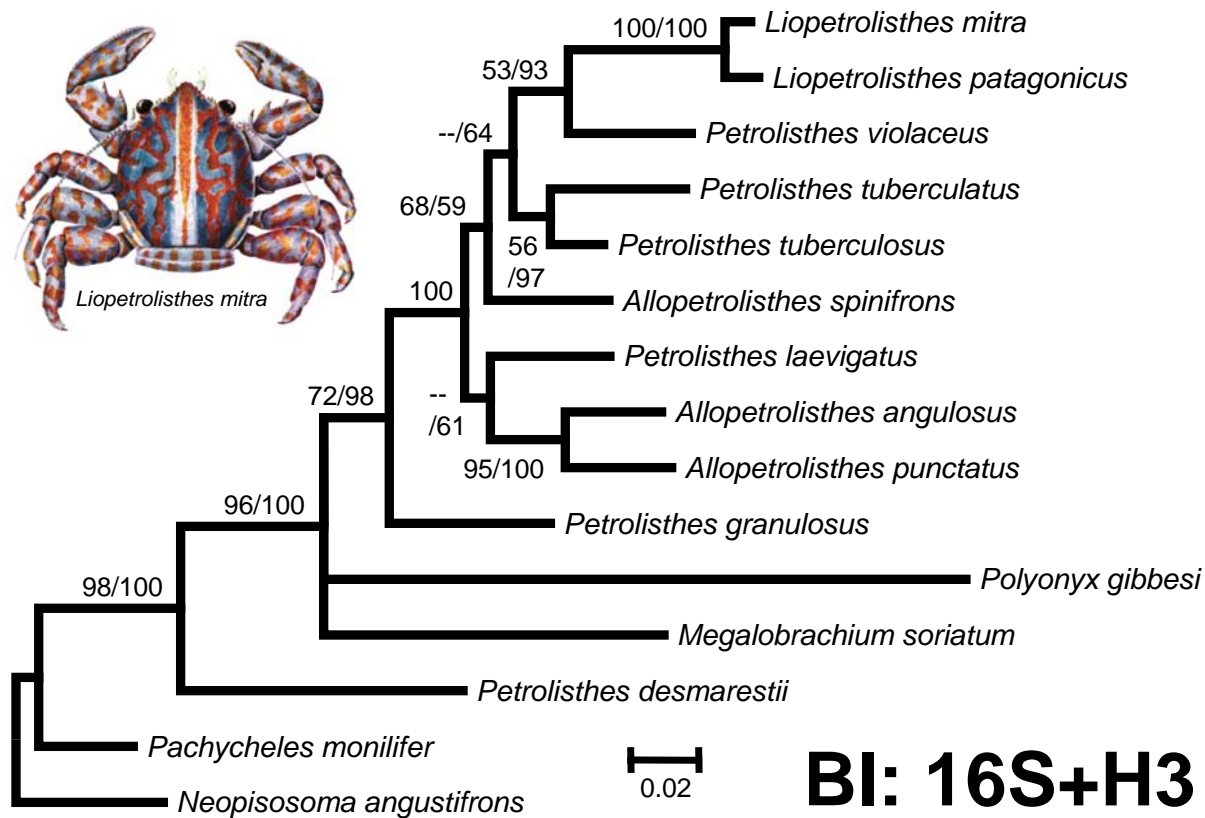 100/100
Liopetrolisthes mitra
53/93
Liopetrolisthes patagonicus
--/64
Petrolisthes violaceus
68/59
Petrolisthes tuberculatus
56
/97
Petrolisthes tuberculosus
Liopetrolisthes mitra
100
Allopetrolisthes spinifrons
Petrolisthes laevigatus
72/98
--
/61
Allopetrolisthes angulosus
95/100
Allopetrolisthes punctatus
96/100
Petrolisthes granulosus
98/100
Polyonyx gibbesi
Megalobrachium soriatum
Petrolisthes desmarestii
Pachycheles monilifer
0.02
BI: 16S+H3
Neopisosoma angustifrons